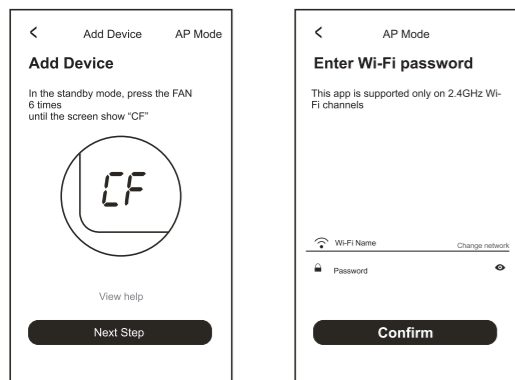 Add Device
AP Mode
Add Device
In the standby mode, press the FAN
6 times
until the screen show “CF”
CF
View help
Next Step
AP Mode
Enter Wi-Fi password
This app is supported only on 2.4GHz Wi-
Fi channels
Wi-Fi Name
Change network
Password
Confirm